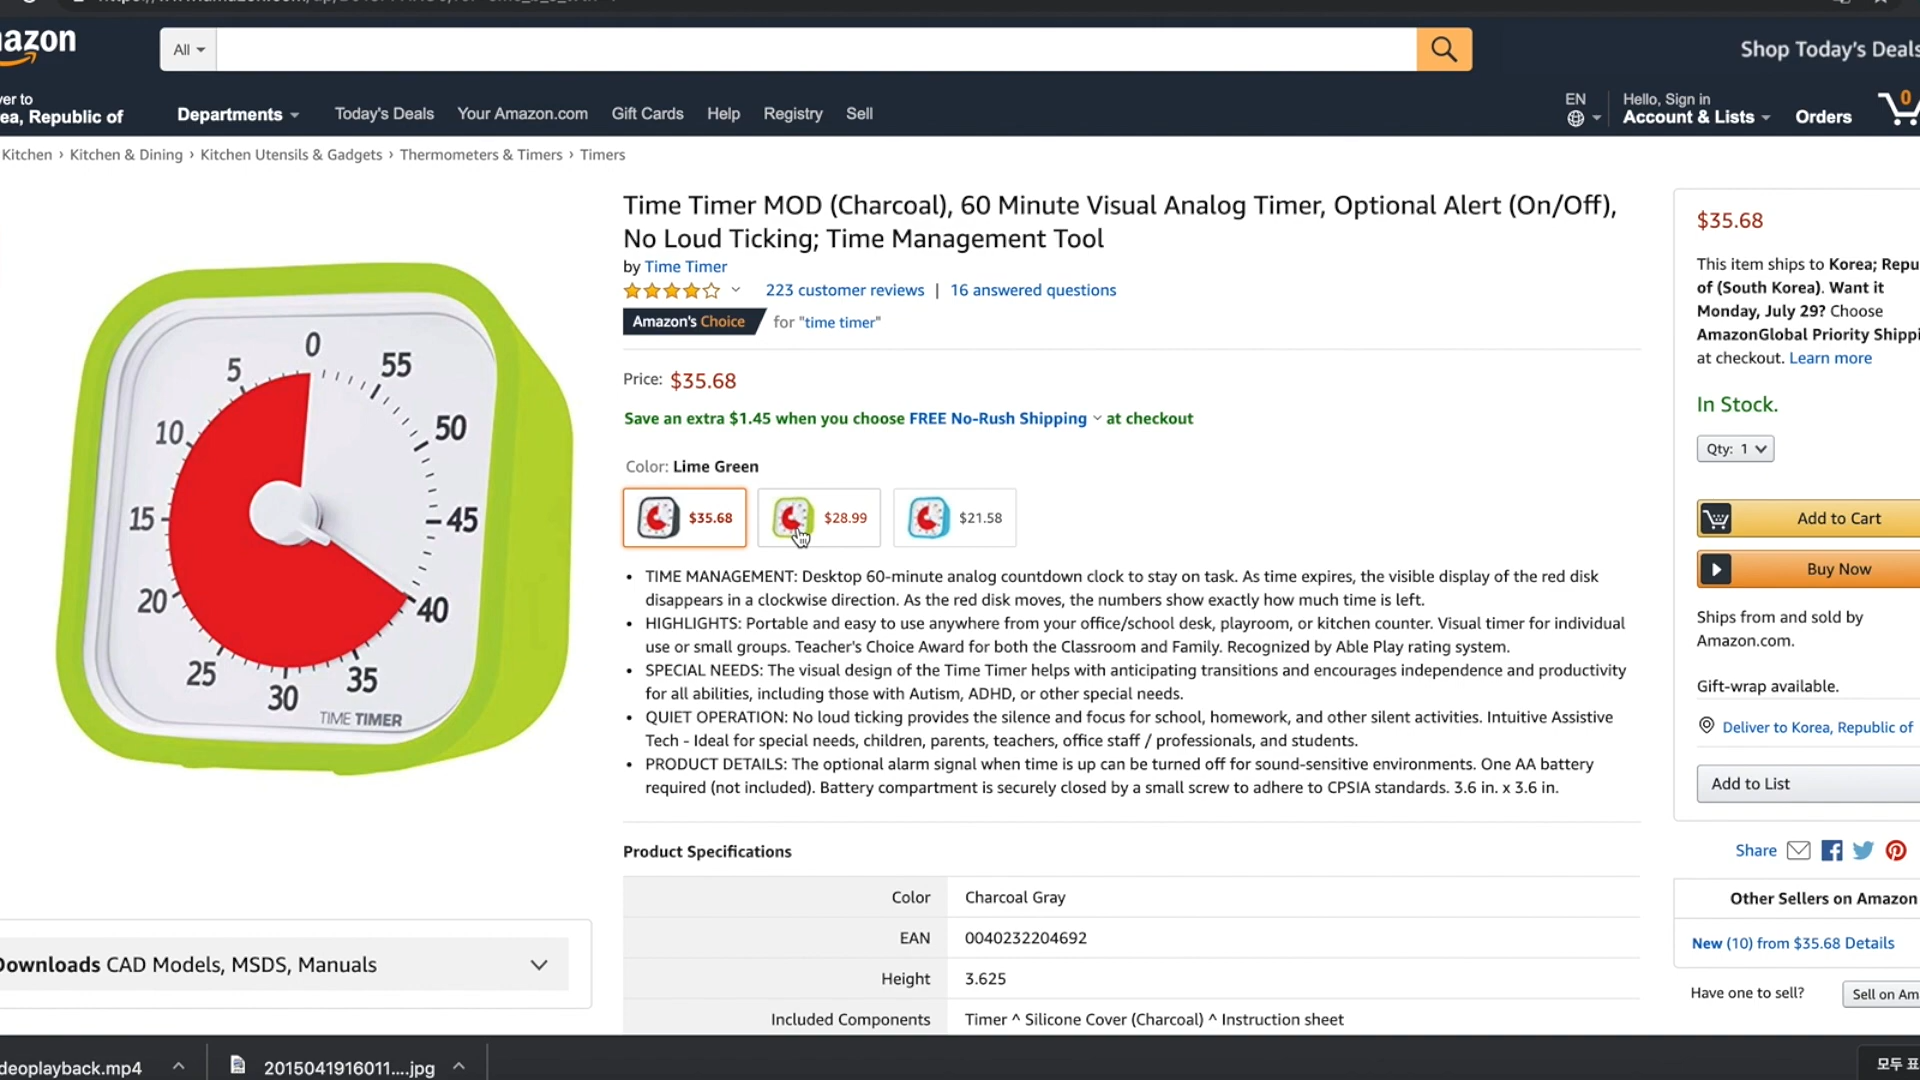 All
Shop Today's Deals
EN
Hello, Sign in
0
ea, Republic of
Departments
Today's Deals
Your Amazon.com
Gift Cards
Help
Registry
Sell
Account & Lists
Orders
Kitchen › Kitchen & Dining › Kitchen Utensils & Gadgets › Thermometers & Timers › Timers
0
5
55
10
50
15
45
20
40
25
35
30
TIME TIMER
Downloads CAD Models, MSDS, Manuals
Time Timer MOD (Charcoal), 60 Minute Visual Analog Timer, Optional Alert (On/Off),
No Loud Ticking; Time Management Tool
by Time Timer
223 customer reviews | 16 answered questions
Amazon's Choice for "time timer"
Price: $35.68
Save an extra $1.45 when you choose FREE No-Rush Shipping at checkout
Color: Lime Green
$35.68
$28.99
$21.58
• TIME MANAGEMENT: Desktop 60-minute analog countdown clock to stay on task. As time expires, the visible display of the red disk
disappears in a clockwise direction. As the red disk moves, the numbers show exactly how much time is left.
• HIGHLIGHTS: Portable and easy to use anywhere from your office/school desk, playroom, or kitchen counter. Visual timer for individual
use or small groups. Teacher's Choice Award for both the Classroom and Family. Recognized by Able Play rating system.
• SPECIAL NEEDS: The visual design of the Time Timer helps with anticipating transitions and encourages independence and productivity
for all abilities, including those with Autism, ADHD, or other special needs.
• QUIET OPERATION: No loud ticking provides the silence and focus for school, homework, and other silent activities. Intuitive Assistive
Tech - Ideal for special needs, children, parents, teachers, office staff / professionals, and students.
• PRODUCT DETAILS: The optional alarm signal when time is up can be turned off for sound-sensitive environments. One AA battery
required (not included). Battery compartment is securely closed by a small screw to adhere to CPSIA standards. 3.6 in. x 3.6 in.
Product Specifications
Color Charcoal Gray
EAN 0040232204692
Height 3.625
Included Components Timer ^ Silicone Cover (Charcoal) ^ Instruction sheet
$35.68
This item ships to Korea; Repu
of (South Korea). Want it
Monday, July 29? Choose
AmazonGlobal Priority Shippi
at checkout. Learn more
In Stock.
Qty: 1
Add to Cart
Buy Now
Ships from and sold by
Amazon.com.
Gift-wrap available.
Deliver to Korea, Republic of
Add to List
Share
Other Sellers on Amazon
New (10) from $35.68 Details
Have one to sell?
Sell on Am
deoplayback.mp4
2015041916011....jpg
모두 표